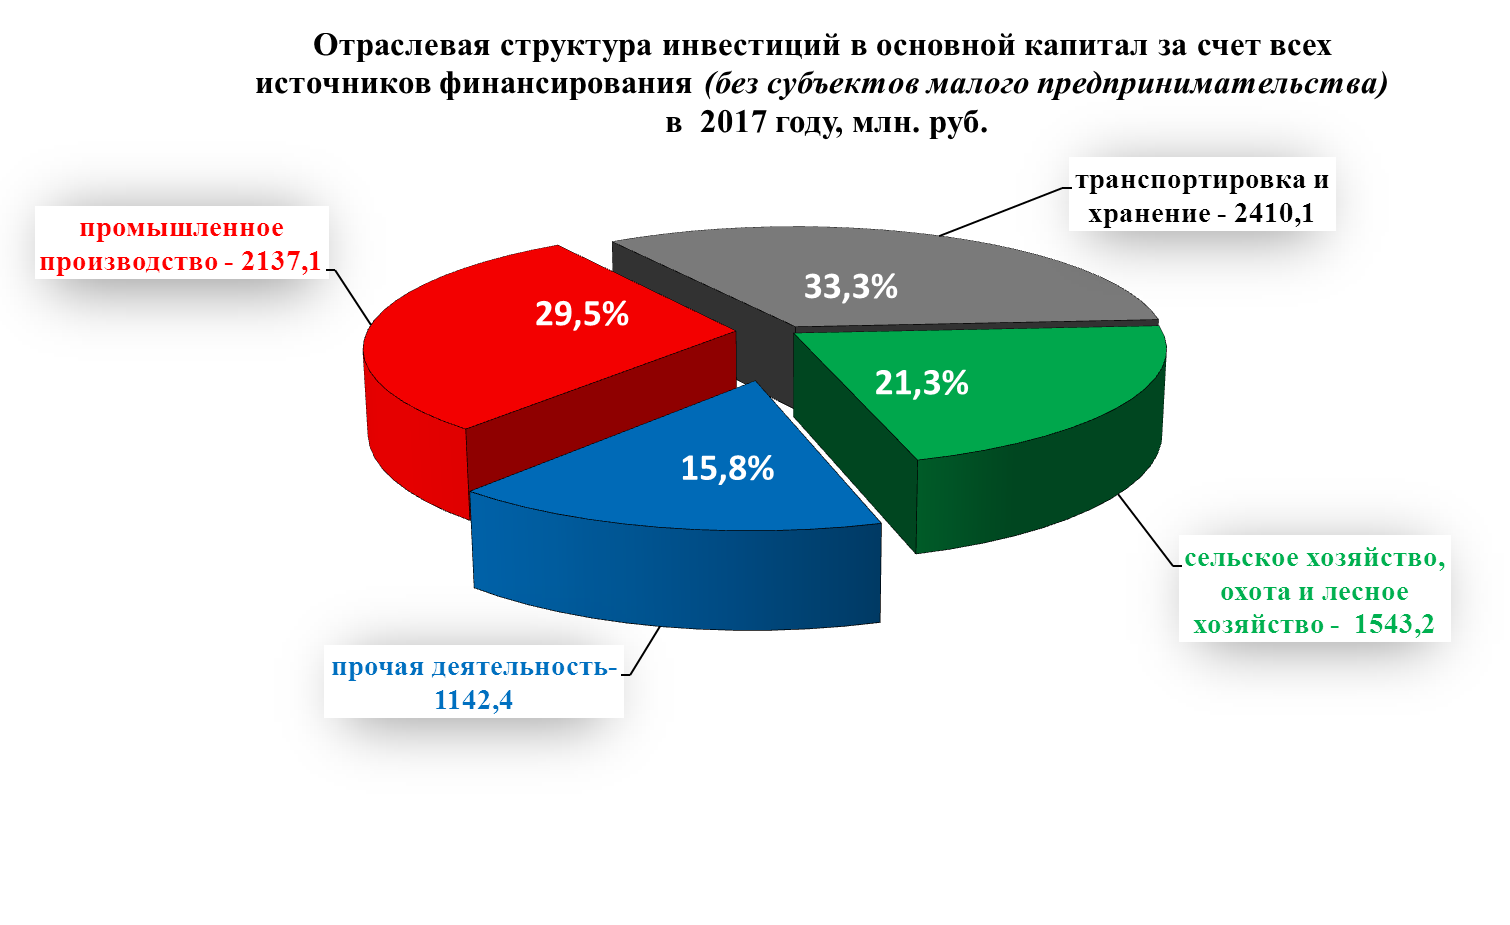 Отраслевая структура инвестиций в основной капитал за счет всех
источников финансирования (без субъектов малого предпринимательства)
в 2017 году, млн. руб.
транспортировка и
хранение - 2410,1
промышленное
производство - 2137,1
33,3%
29,5%
21,3%
15,8%
сельское хозяйство,
охота и лесное
хозяйство - 1543,2
прочая деятельность-
1142,4